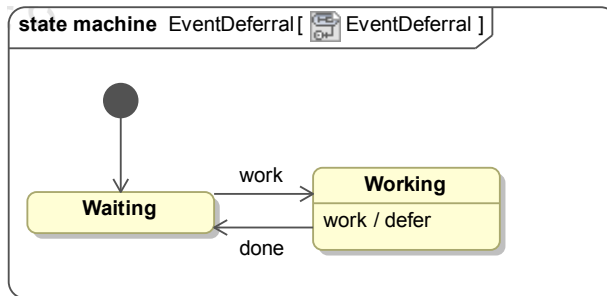 state machine EventDeferral[ EventDeferral ]
work
Waiting
Working
work / defer
done